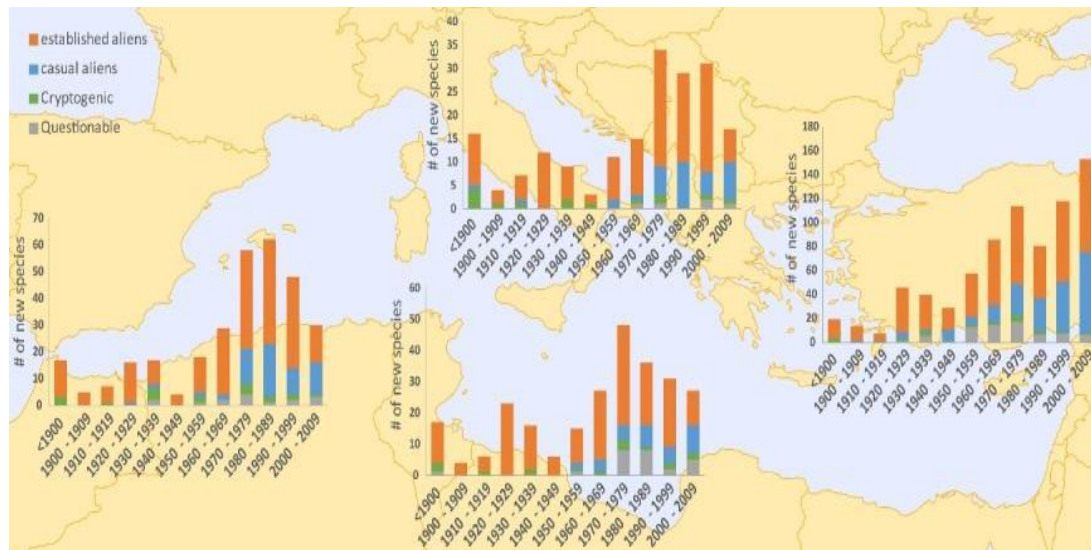 established aliens
casual aliens
Cryptogenic
Questionable
# of new species
40
35
30
25
20
15
10
5
0
<1900
1900 - 1909
1910 - 1919
1920 - 1929
1930 - 1939
1940 - 1949
1950 - 1959
1960 - 1969
1970 - 1979
1980 - 1989
1990 - 1999
2000 - 2009
# of new species
180
160
140
120
100
80
60
40
20
0
<1900
1900 - 1909
1910 - 1919
1920 - 1929
1930 - 1939
1940 - 1949
1950 - 1959
1960 - 1969
1970 - 1979
1980 - 1989
1990 - 1999
2000 - 2009
# of new species
70
60
50
40
30
20
10
0
<1900
1900 - 1909
1910 - 1919
1920 - 1929
1930 - 1939
1940 - 1949
1950 - 1959
1960 - 1969
1970 - 1979
1980 - 1989
1990 - 1999
2000 - 2009
# of new species
60
50
40
30
20
10
0
<1900
1900 - 1909
1910 - 1919
1920 - 1929
1930 - 1939
1940 - 1949
1950 - 1959
1960 - 1969
1970 - 1979
1980 - 1989
1990 - 1999
2000 - 2009